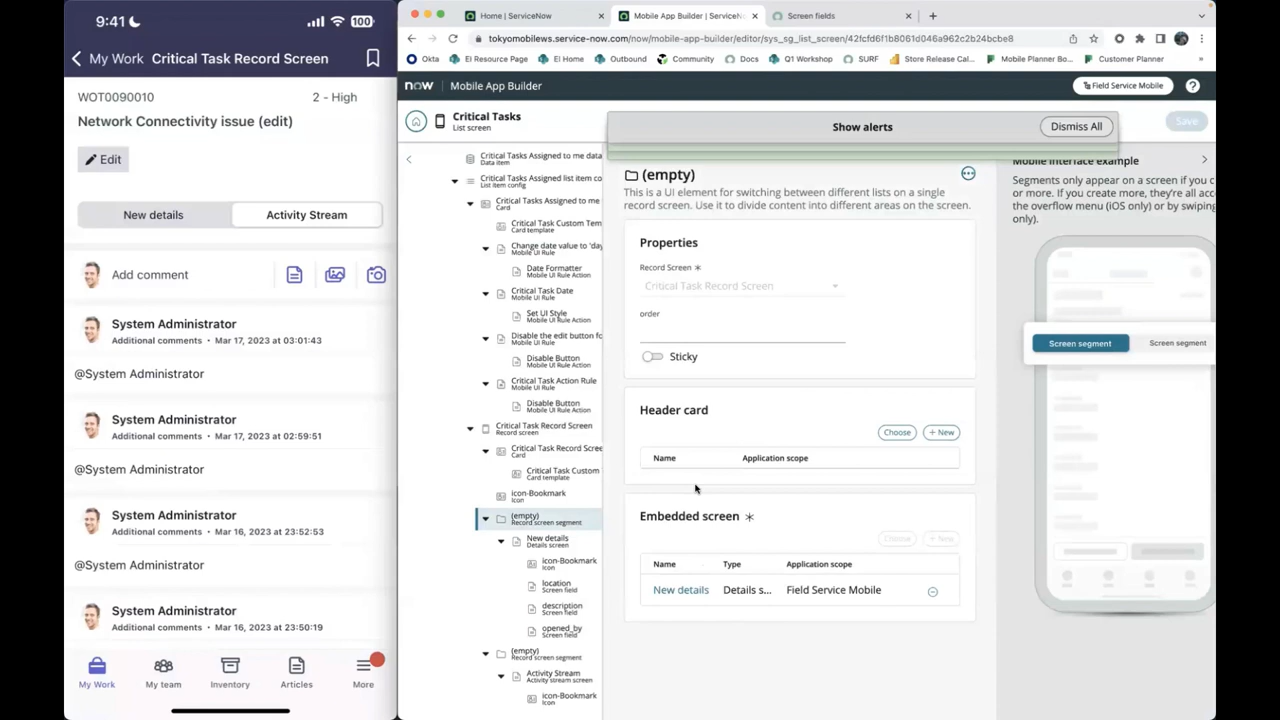 9:41
100
My Work
Critical Task Record Screen
WOT0090010
2 - High
Network Connectivity issue (edit)
Edit
New details
Activity Stream
Add comment
System Administrator
Additional comments • Mar 17, 2023 at 03:01:43
@System Administrator
System Administrator
Additional comments • Mar 17, 2023 at 02:59:51
@System Administrator
System Administrator
Additional comments • Mar 16, 2023 at 23:52:53
@System Administrator
System Administrator
Additional comments • Mar 16, 2023 at 23:50:19
My Work
My team
Inventory
Articles
More
Home | ServiceNow
Mobile App Builder | ServiceN
Screen fields
tokyomobilews.service-now.com/now/mobile-app-builder/editor/sys_sg_list_screen/42fcfd6f1b8061d046a962c2b24bcbe8
Okta
EI Resource Page
EI Home
Outbound
Community
Docs
Q1 Workshop
SURF
Store Release Cal...
Mobile Planner Bo...
Customer Planner
»
now
Mobile App Builder
Field Service Mobile
?
Critical Tasks
List screen
Show alerts
Dismiss All
Save
Critical Tasks Assigned to me data
Data item
Critical Tasks Assigned list item co
List item config
Critical Tasks Assigned to me
Card
Critical Task Custom Tem
Card template
Change date value to 'day
Mobile UI Rule
Date Formatter
Mobile UI Rule Action
Critical Task Date
Mobile UI Rule
Set UI Style
Mobile UI Rule Action
Disable the edit button fo
Mobile UI Rule
Disable Button
Mobile UI Rule Action
Critical Task Action Rule
Mobile UI Rule
Disable Button
Mobile UI Rule Action
Critical Task Record Screen
Record screen
Critical Task Record Scree
Card
Critical Task Custom
Card template
icon-Bookmark
Icon
(empty)
Record screen segment
New details
Details screen
icon-Bookmark
Icon
location
Screen field
description
Screen field
opened_by
Screen field
(empty)
Record screen segment
Activity Stream
Activity stream screen
icon-Bookmark
Icon
(empty)
This is a UI element for switching between different lists on a single
record screen. Use it to divide content into different areas on the screen.
Properties
Record Screen *
Critical Task Record Screen
order
Sticky
Header card
Choose
+ New
Name
Application scope
Embedded screen *
Choose
+ New
Name
Type
Application scope
New details
Details s...
Field Service Mobile
Mobile interface example
Segments only appear on a screen if you c
or more. If you create more, they're all acc
the overflow menu (iOS only) or by swiping
only).
Screen segment
Screen segment